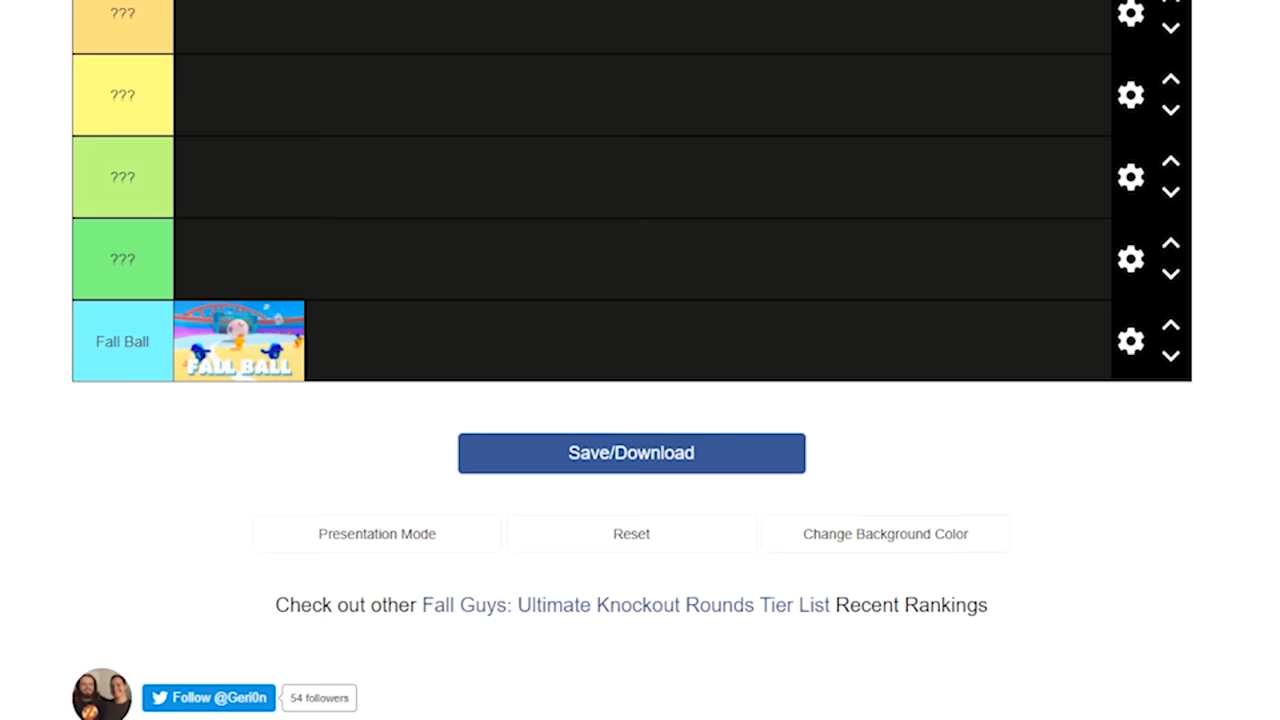 ???
???
???
???
Fall Ball
FALL BALL
Save/Download
Presentation Mode
Reset
Change Background Color
Check out other Fall Guys: Ultimate Knockout Rounds Tier List Recent Rankings
Follow @Geri0n
54 followers